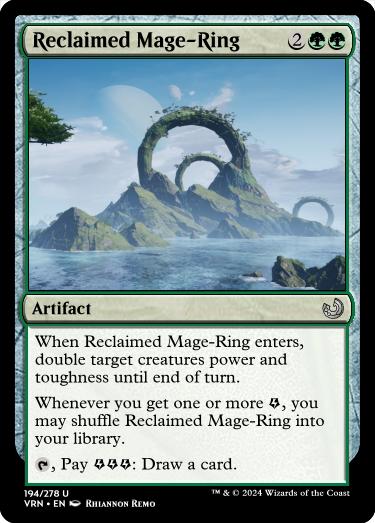 Reclaimed Mage-Ring 2
Artifact
When Reclaimed Mage-Ring enters,
double target creatures power and
toughness until end of turn.
Whenever you get one or more , you
may shuffle Reclaimed Mage-Ring into
your library.
, Pay : Draw a card.
194/278 U
VRN • EN Rhiannon Remo
™ & © 2024 Wizards of the Coast